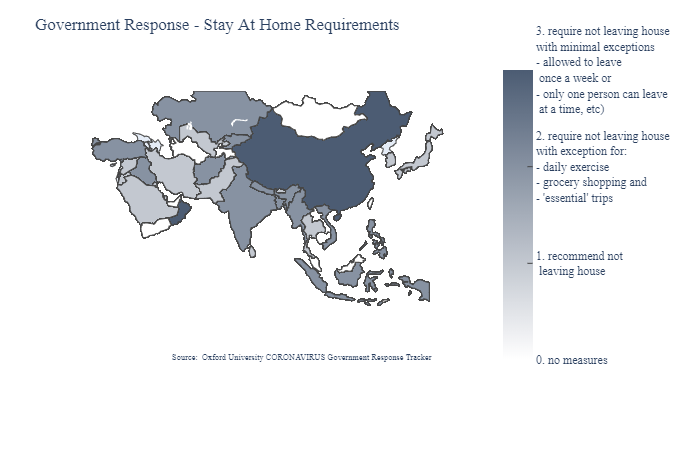 Government Response - Stay At Home Requirements
3. require not leaving house
with minimal exceptions
- allowed to leave
once a week or
- only one person can leave
at a time, etc)
2. require not leaving house
with exception for:
- daily exercise
- grocery shopping and
- 'essential' trips
1. recommend not
leaving house
0. no measures
Source: Oxford University CORONAVIRUS Government Response Tracker